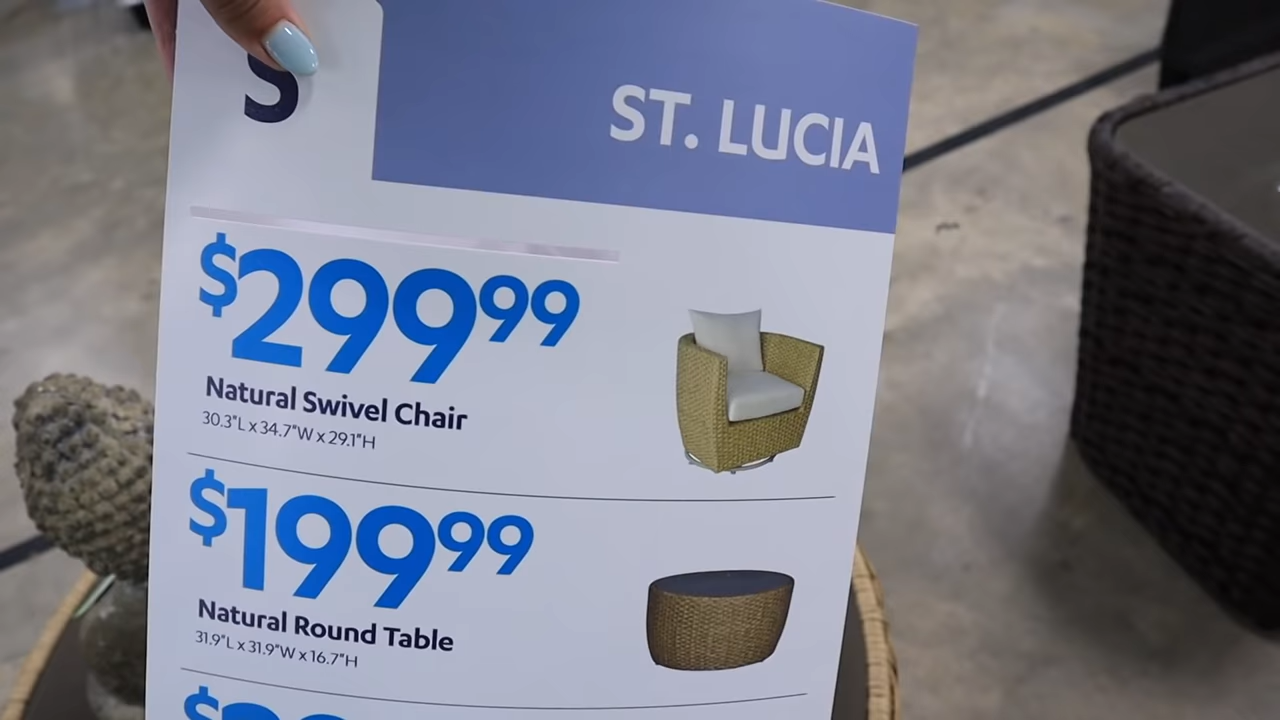 S
ST. LUCIA
$299.99
Natural Swivel Chair
30.3"L x 34.7"W x 29.1"H
$199.99
Natural Round Table
31.9"L x 31.9"W x 16.7"H